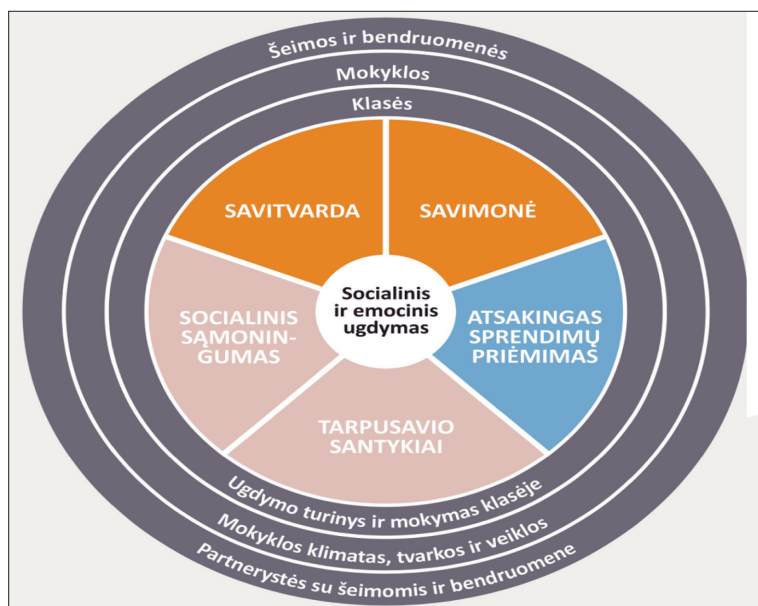 Šeimos ir bendruomenės
Mokyklos
Klasės
SAVITVARDA
SAVIMONĖ
Socialinis
ir emocinis
ugdymas
SOCIALINIS
SĄMONIN-
GUMAS
ATSAKINGAS
SPRENDIMŲ
PRIĖMIMAS
TARPUSAVIO
SANTYKIAI
Ugdymo turinys ir mokymas klasėje
Mokyklos klimatas, tvarkos ir veiklos
Partnerystės su šeimomis ir bendruomene